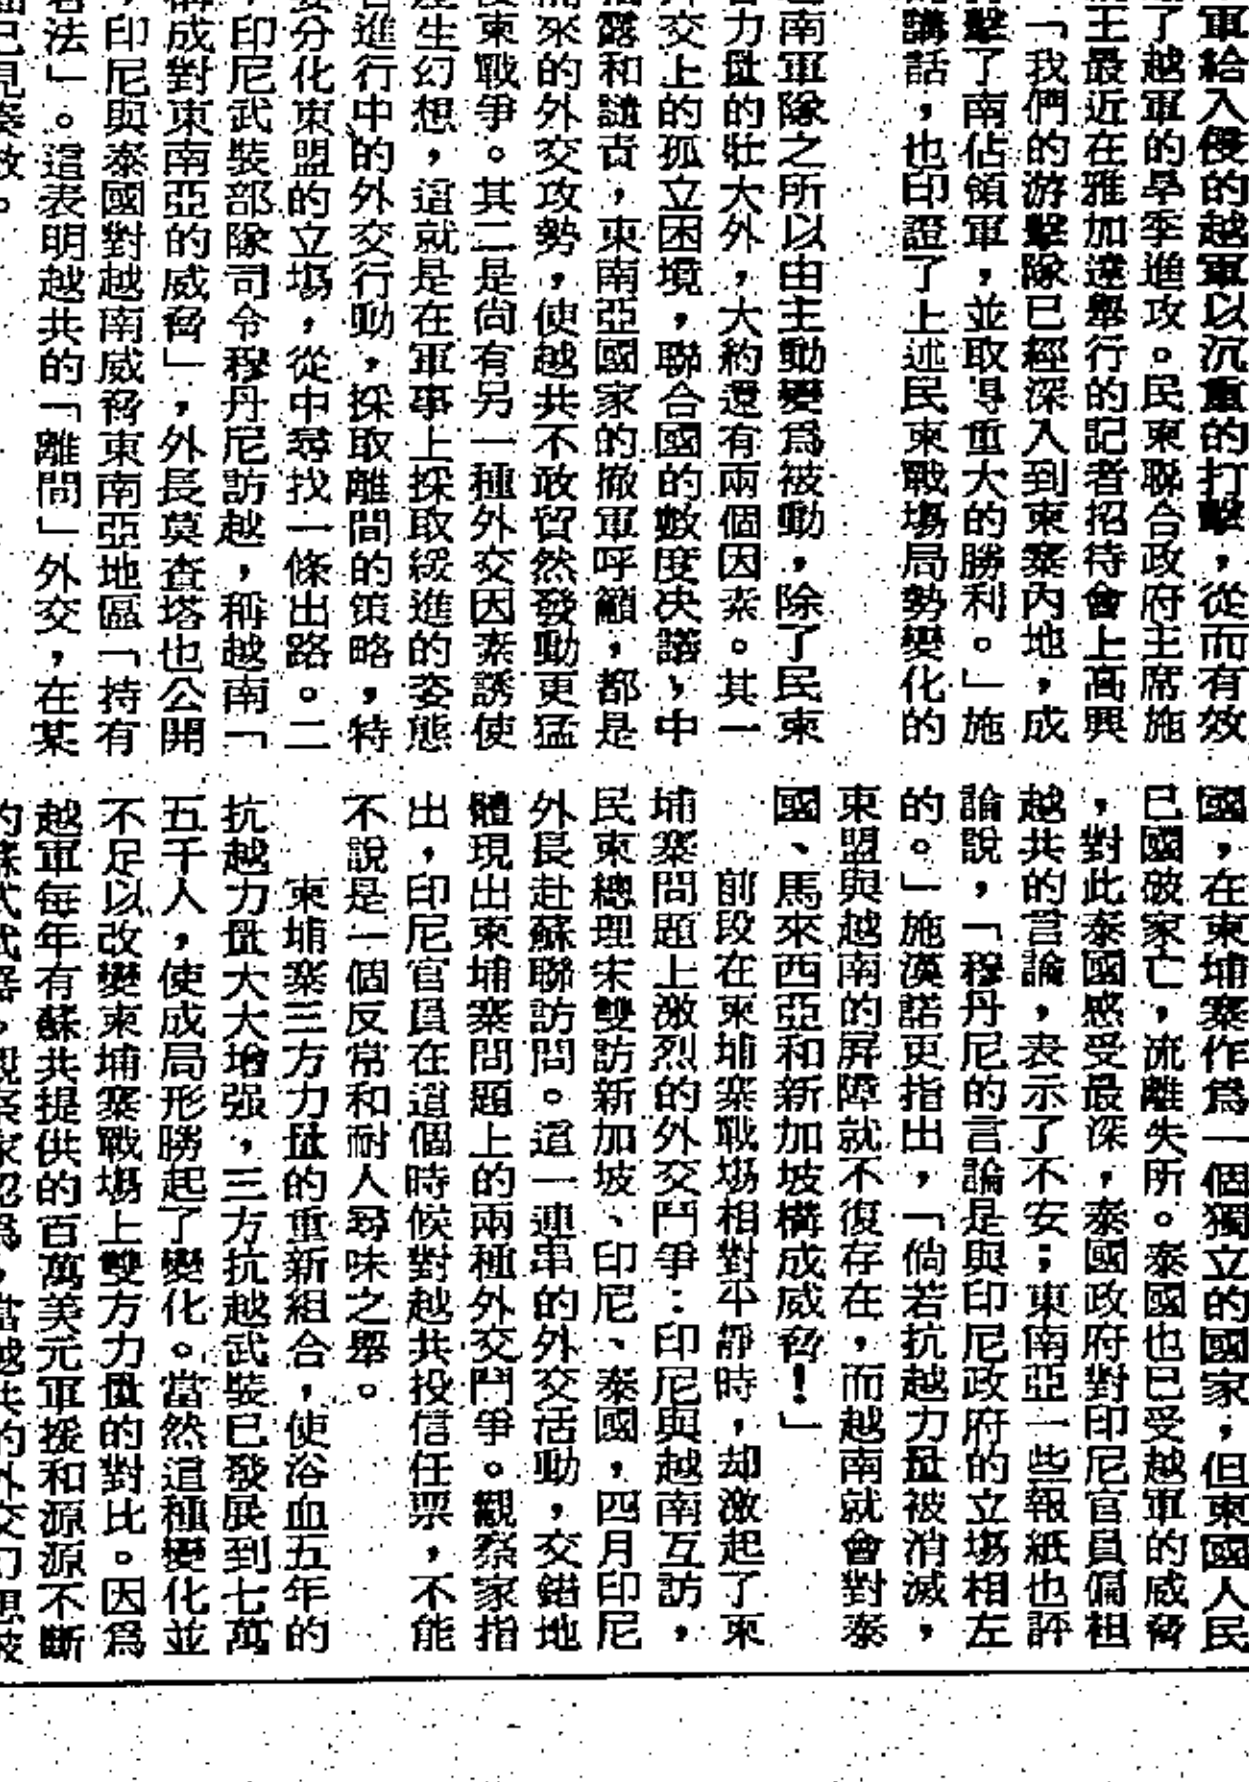 軍給入侵的越軍以沉重的打擊，從而有效
了越軍的旱季進攻。民柬聯合政府主席施
王最近在雅加達舉行的記者招待會上高興
「我們的游擊隊已經深入到柬寨內地，成
擊了南佔領軍，並取得重大的勝利。」施
講話，也印證了上述民柬戰場局勢變化的
南軍隊之所以由主動變爲被動，除了民柬
力量的壯大外，大約還有兩個因素。其一
交上的孤立困境，聯合國的數度決議、中
露和譴責，東南亞國家的撤軍呼籲，都是
來的外交攻勢，使越共不敢貿然發動更猛
柬戰爭。其二是尙有另一種外交因素誘使
生幻想，這就是在軍事上採取緩進的姿態
進行中的外交行動，採取離間的策略，特
分化東盟的立場，從中尋找一條出路。二
印尼武裝部隊司令穆丹尼訪越，稱越南「
成對東南亞的威脅」，外長莫查塔也公開
，印尼與泰國對越南威脅東南亞地區「持有
法」。這表明越共的「離間」外交，在某
已見奏效。
國，在柬埔寨作爲一個獨立的國家，但柬國人民
已國破家亡，流離失所。泰國也已受越軍的威脅
，對此泰國感受最深，泰國政府對印尼官員偏袒
越共的言論，表示了不安；東南亞一些報紙也評
論說，「穆丹尼的言論是與印尼政府的立場相左
的。」施漢諾更指出，「倘若抗越力量被消滅，
東盟與越南的屏障就不復存在，而越南就會對泰
國、馬來西亞和新加坡構成威脅！」
前段在柬埔寨戰場相對平靜時，却激起了柬
埔寨問題上激烈的外交鬥爭：印尼與越南互訪，
民柬總理宋雙訪新加坡、印尼、泰國，四月印尼
外長赴蘇聯訪問。這一連串的外交活動，交錯地
體現出柬埔寨問題上的兩種外交鬥爭。觀察家指
出，印尼官員在這個時候對越共投信任票，不能
不說是一個反常和耐人尋味之舉。
柬埔寨三方力量的重新組合，使浴血五年的
抗越力量大大增强，三方抗越武裝已發展到七萬
五千人，使成局形勝起了變化。當然這種變化並
不足以改變柬埔寨戰場上雙方力量的對比。因爲
越軍每年有蘇共提供的百萬美元軍援和源源不斷